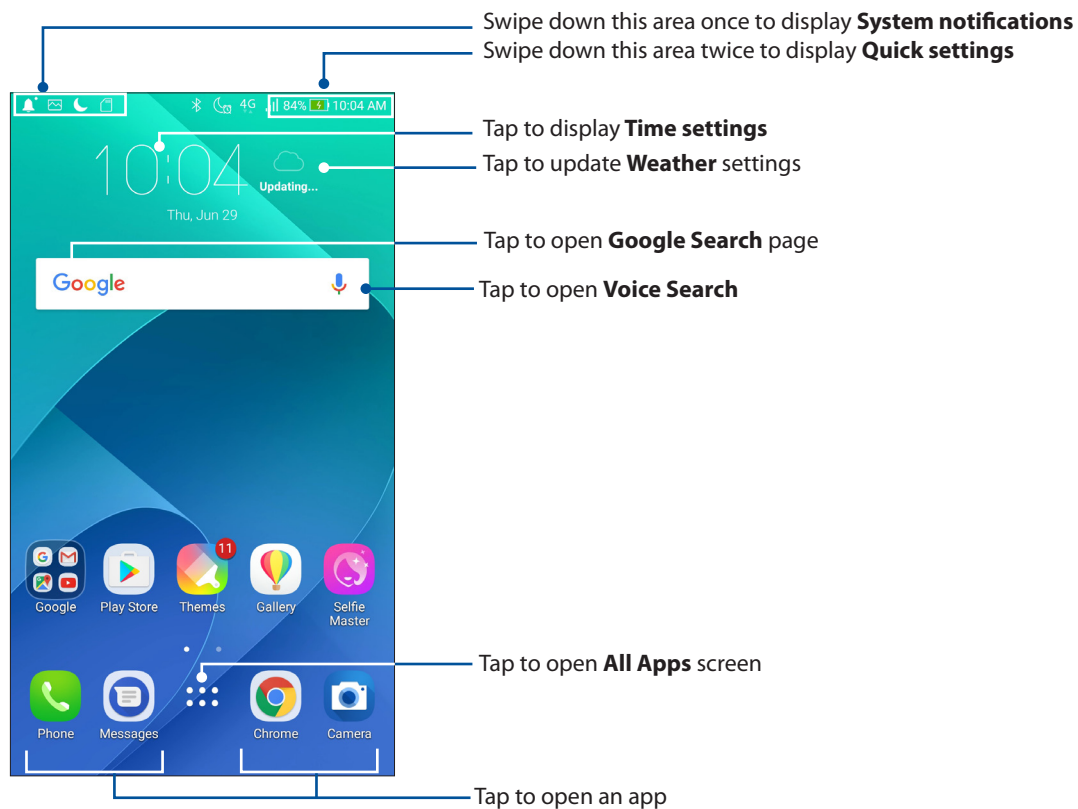 Swipe down this area once to display System notifications
Swipe down this area twice to display Quick settings
4G 84% 10:04 AM
10:04
Updating...
Thu, Jun 29
Tap to display Time settings
Tap to update Weather settings
Tap to open Google Search page
Google
Tap to open Voice Search
11
Google Play Store Themes Gallery Selfie Master
Tap to open All Apps screen
Phone Messages Chrome Camera
Tap to open an app